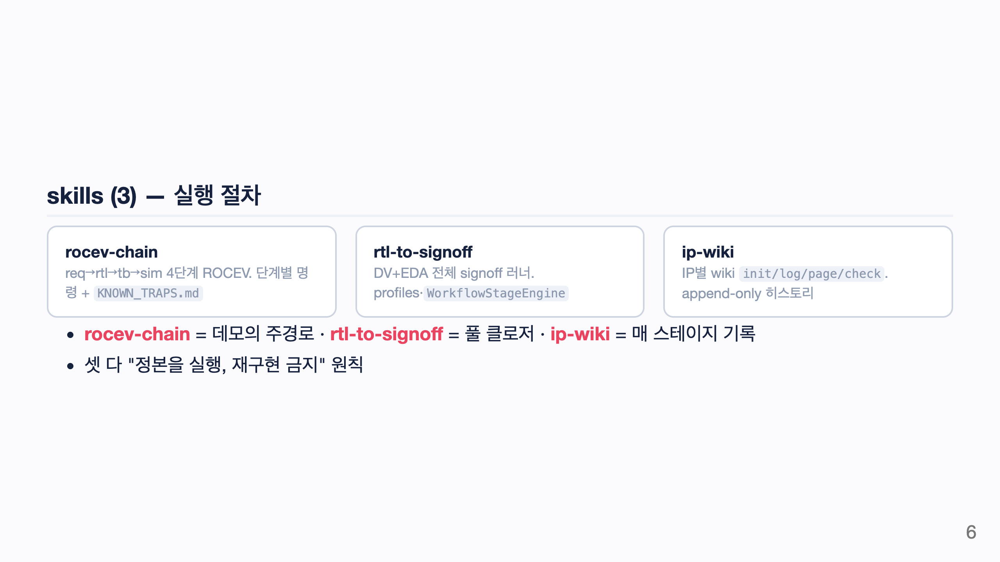 skills (3) — 실행 절차
rocev-chain
req→rtl→tb→sim 4단계 ROCEV. 단계별 명
령 + KNOWN_TRAPS.md
rtl-to-signoff
DV+EDA 전체 signoff 러너.
profiles·WorkflowStageEngine
ip-wiki
IP별 wiki init/log/page/check.
append-only 히스토리
• rocev-chain = 데모의 주경로 · rtl-to-signoff = 풀 클로저 · ip-wiki = 매 스테이지 기록
• 셋 다 "정본을 실행, 재구현 금지" 원칙
6